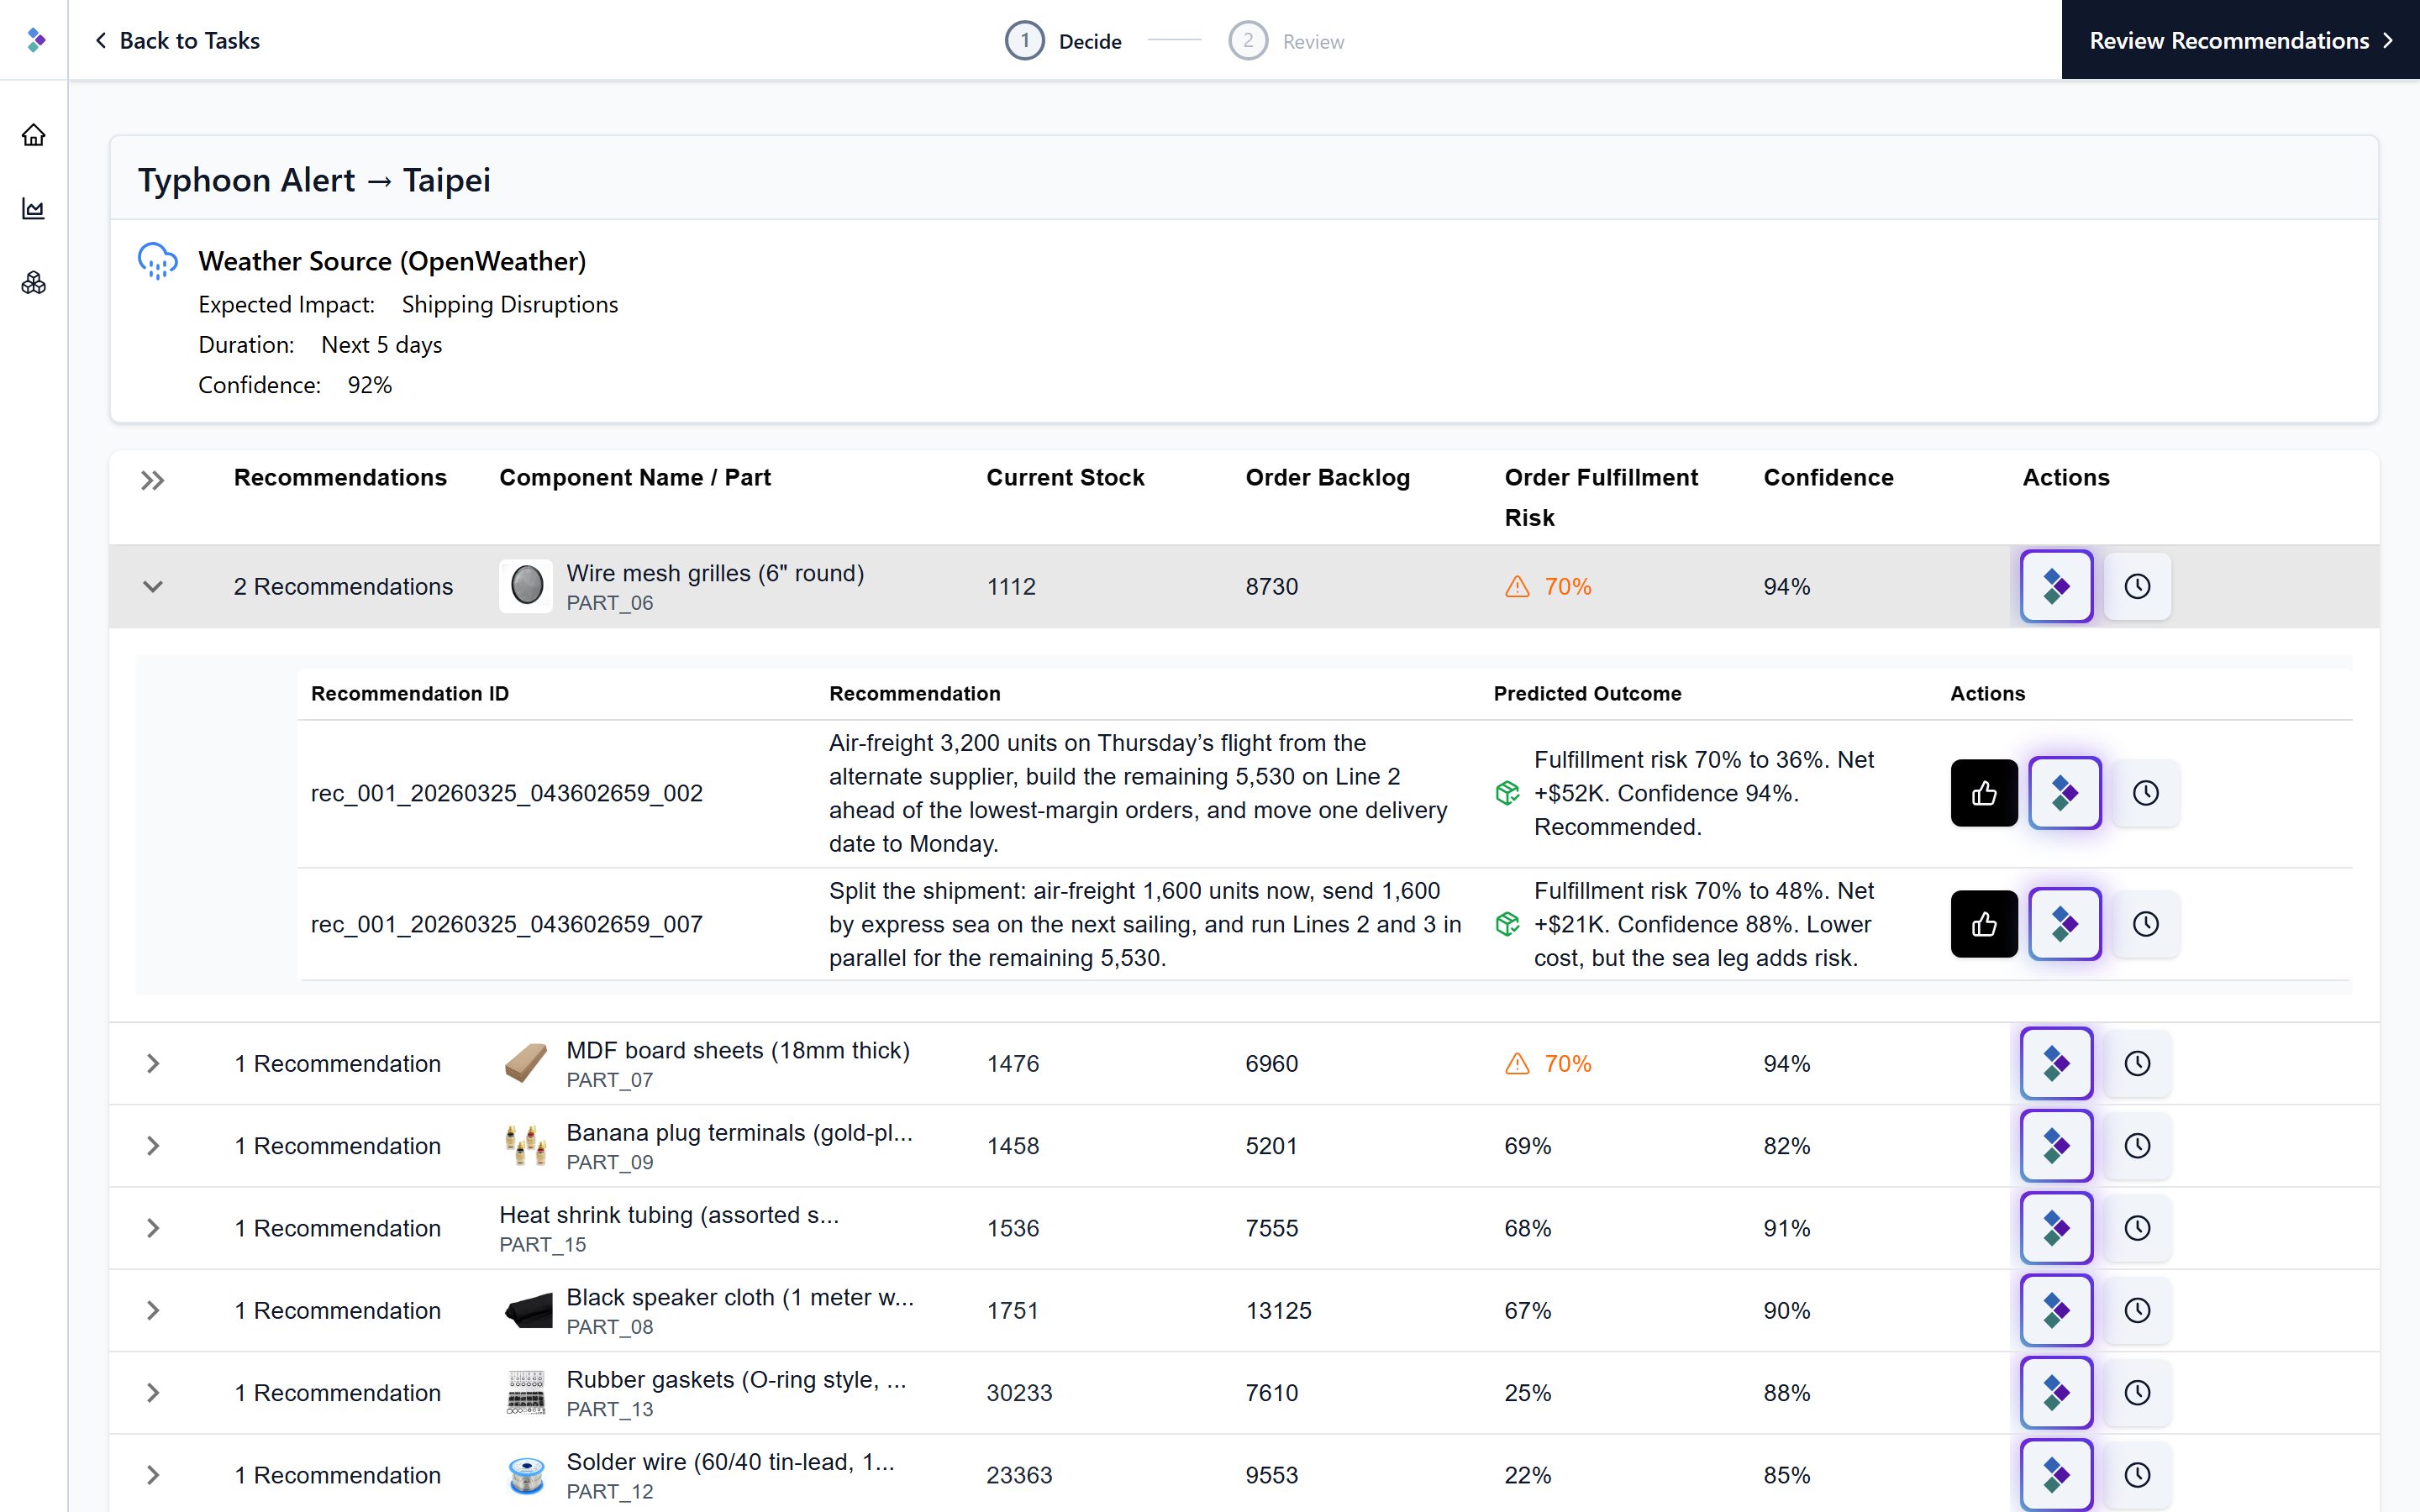 Back to Tasks
1 Decide
2 Review
Review Recommendations
Typhoon Alert → Taipei
Weather Source (OpenWeather)
Expected Impact: Shipping Disruptions
Duration: Next 5 days
Confidence: 92%
Recommendations Component Name / Part Current Stock Order Backlog Order Fulfillment Risk Confidence Actions
2 Recommendations Wire mesh grilles (6" round) 1112 8730 70% 94%
PART_06
Recommendation ID Recommendation Predicted Outcome Actions
rec_001_20260325_043602659_002
Air-freight 3,200 units on Thursday’s flight from the
alternate supplier, build the remaining 5,530 on Line 2
ahead of the lowest-margin orders, and move one delivery
date to Monday.
Fulfillment risk 70% to 36%. Net
+$52K. Confidence 94%.
Recommended.
rec_001_20260325_043602659_007
Split the shipment: air-freight 1,600 units now, send 1,600
by express sea on the next sailing, and run Lines 2 and 3 in
parallel for the remaining 5,530.
Fulfillment risk 70% to 48%. Net
+$21K. Confidence 88%. Lower
cost, but the sea leg adds risk.
1 Recommendation MDF board sheets (18mm thick) 1476 6960 70% 94%
PART_07
1 Recommendation Banana plug terminals (gold-pl... 1458 5201 69% 82%
PART_09
1 Recommendation Heat shrink tubing (assorted s... 1536 7555 68% 91%
PART_15
1 Recommendation Black speaker cloth (1 meter w... 1751 13125 67% 90%
PART_08
1 Recommendation Rubber gaskets (O-ring style, ... 30233 7610 25% 88%
PART_13
1 Recommendation Solder wire (60/40 tin-lead, 1... 23363 9553 22% 85%
PART_12